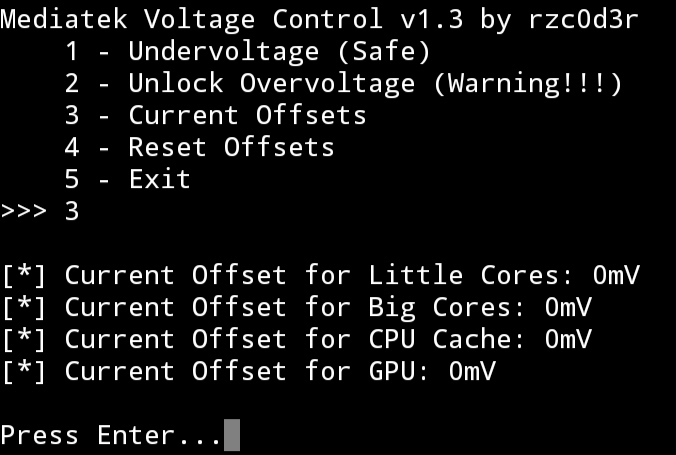 Mediatek Voltage Control v1.3 by rzc0d3r
1 - Undervoltage (Safe)
2 - Unlock Overvoltage (Warning!!!)
3 - Current Offsets
4 - Reset Offsets
5 - Exit
>>> 3
[*] Current Offset for Little Cores: 0mV
[*] Current Offset for Big Cores: 0mV
[*] Current Offset for CPU Cache: 0mV
[*] Current Offset for GPU: 0mV
Press Enter...